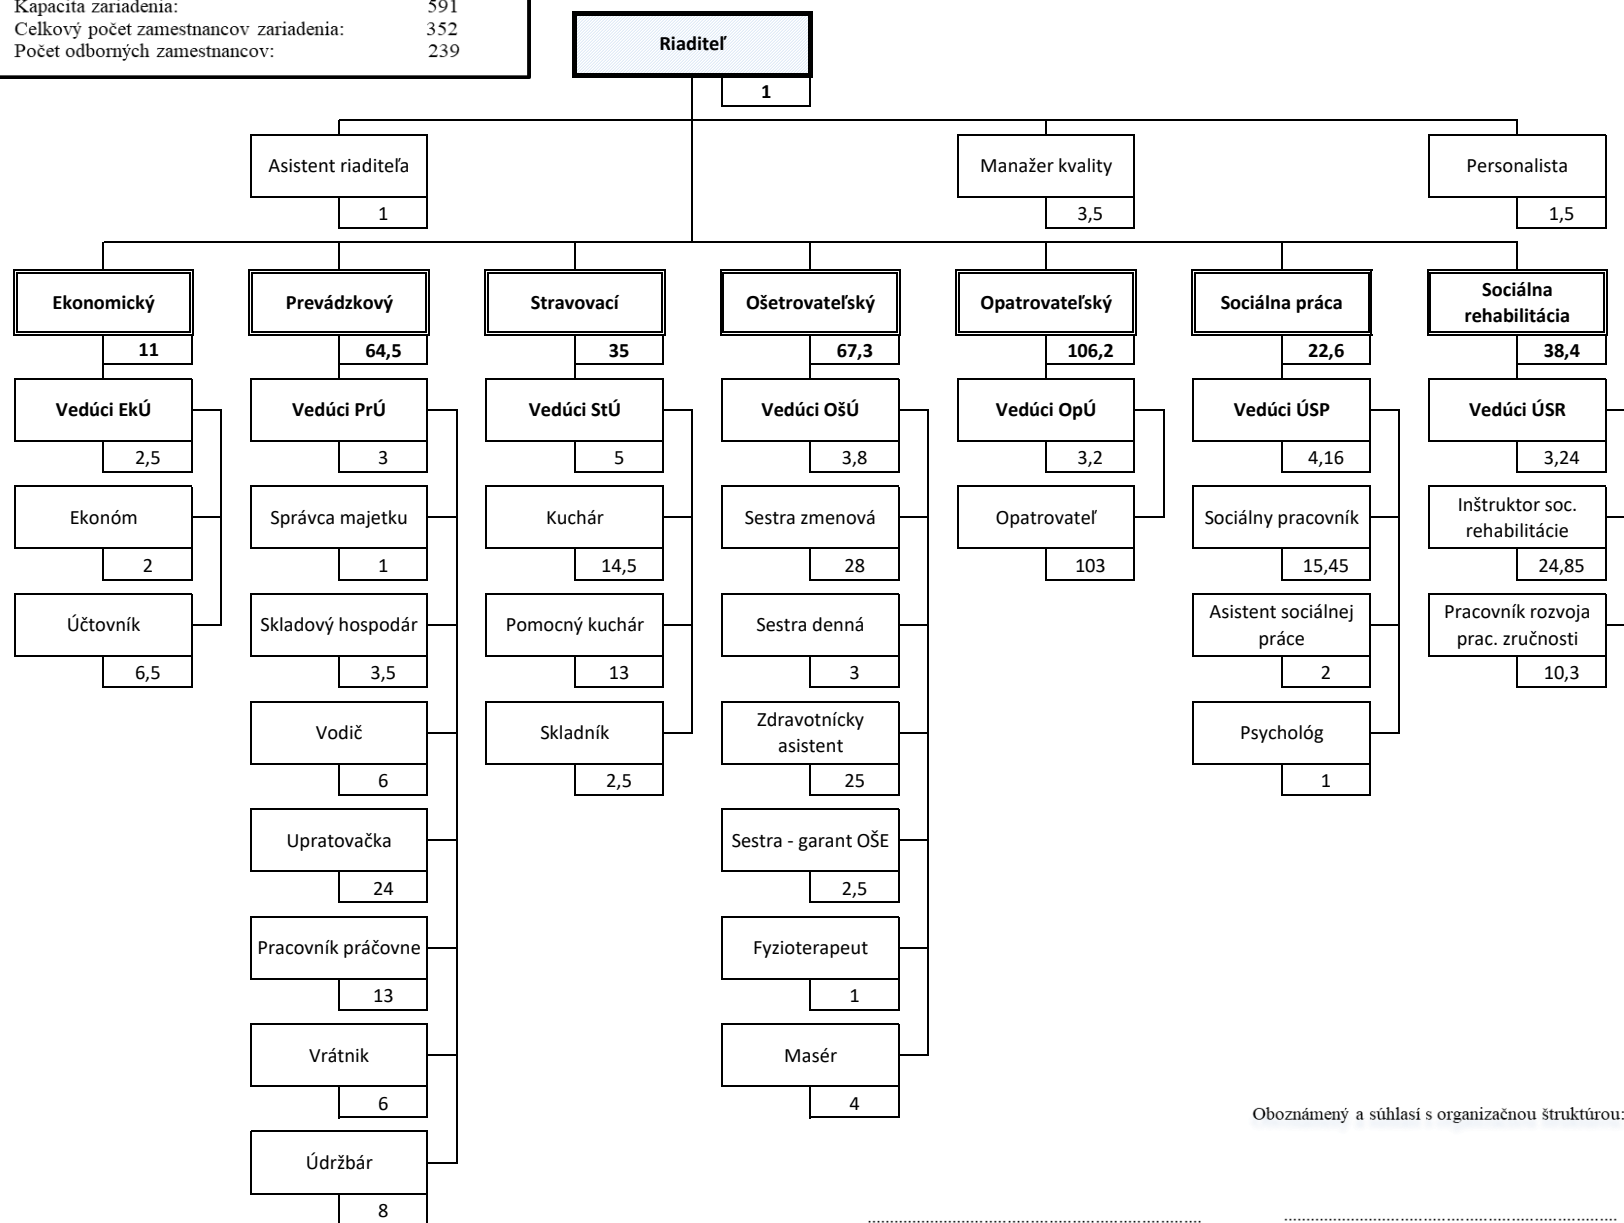 Kapacita zariadenia: 591
Celkový počet zamestnancov zariadenia: 352
Počet odborných zamestnancov: 239
Riaditeľ
1
Asistent riaditeľa
1
Manažer kvality
3,5
Personalista
1,5
Ekonomický
11
Vedúci EkÚ
2,5
Ekonóm
2
Účtovník
6,5
Prevádzkový
64,5
Vedúci PrÚ
3
Správca majetku
1
Skladový hospodár
3,5
Vodič
6
Upratovačka
24
Pracovník práčovne
13
Vrátnik
6
Údržbár
8
Stravovací
35
Vedúci StÚ
5
Kuchár
14,5
Pomocný kuchár
13
Skladník
2,5
Ošetrovateľský
67,3
Vedúci OšÚ
3,8
Sestra zmenová
28
Sestra denná
3
Zdravotnícky
asistent
25
Sestra - garant OŠE
2,5
Fyzioterapeut
1
Masér
4
Opatrovateľský
106,2
Vedúci OpÚ
3,2
Opatrovateľ
103
Sociálna práca
22,6
Vedúci ÚSP
4,16
Sociálny pracovník
15,45
Asistent sociálnej
práce
2
Psychológ
1
Sociálna
rehabilitácia
38,4
Vedúci ÚSR
3,24
Inštruktor soc.
rehabilitácie
24,85
Pracovník rozvoja
prac. zručnosti
10,3
Oboznámený a súhlasí s organizačnou štruktúrou: